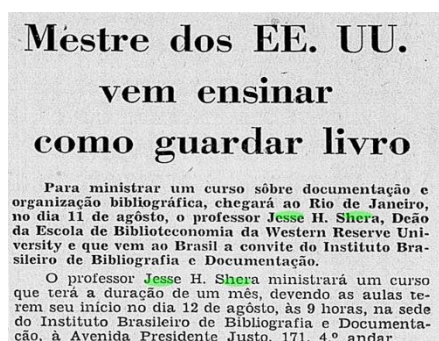 Mestre dos EE. UU.
vem ensinar
como guardar livro
Para ministrar um curso sôbre documentação e
organização bibliográfica, chegará ao Rio de Janeiro,
no dia 11 de agôsto, o professor Jesse H. Shera, Deão
da Escola de Biblioteconomia da Western Reserve Uni-
versity e que vem ao Brasil a convite do Instituto Bra-
sileiro de Bibliografia e Documentação.
O professor Jesse H. Shera ministrará um curso
que terá a duração de um mês, devendo as aulas te-
rem seu início no dia 12 de agôsto, às 9 horas, na sede
do Instituto Brasileiro de Bibliografia e Documenta-
ção, à Avenida Presidente Justo, 171, 4.º andar